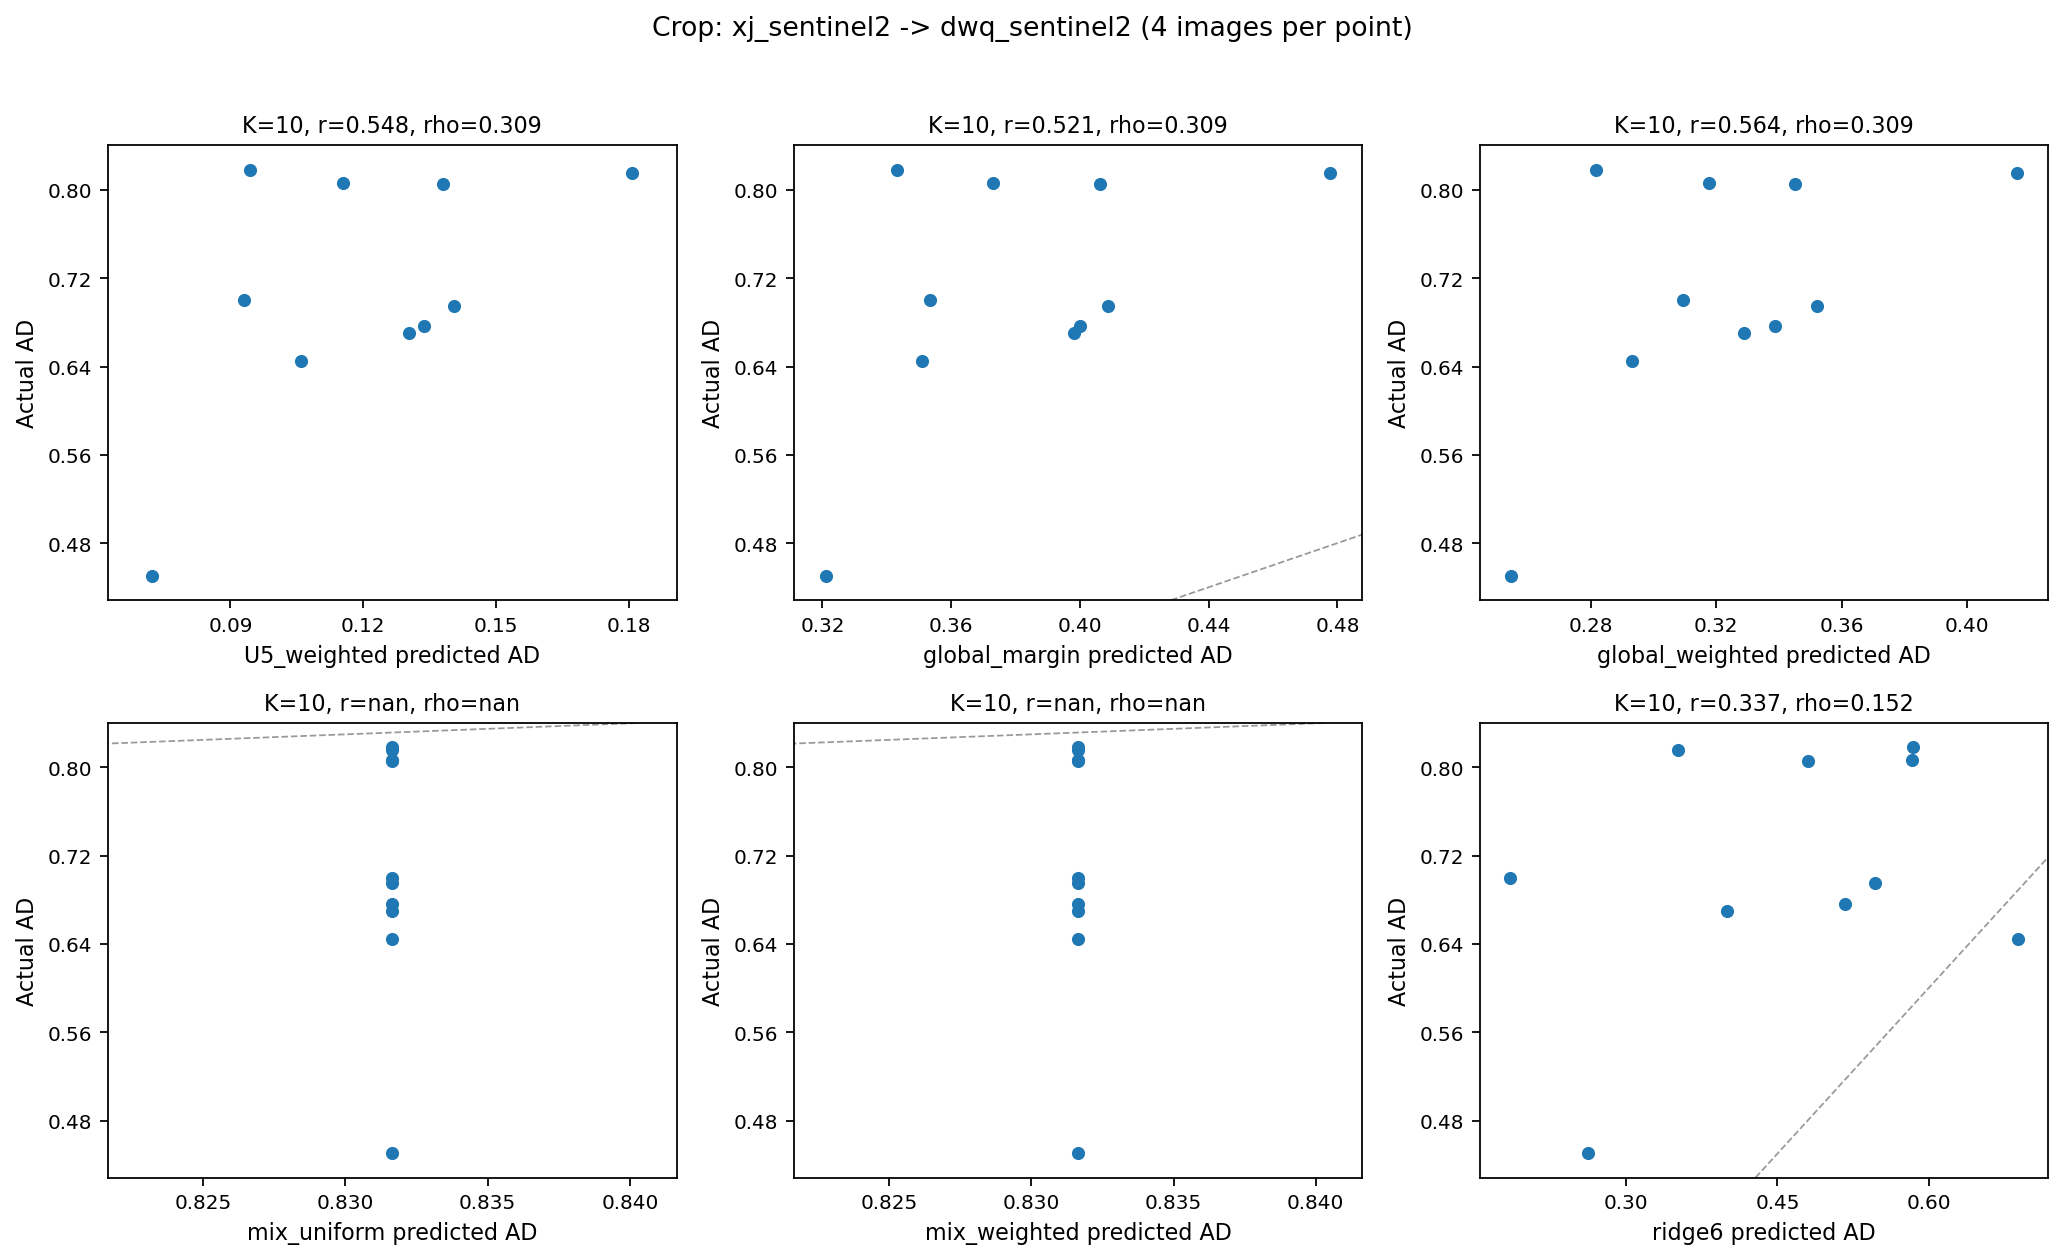 Crop: xj_sentinel2 -> dwq_sentinel2 (4 images per point)
K=10, r=0.548, rho=0.309
Actual AD
0.80
0.72
0.64
0.56
0.48
0.09 0.12 0.15 0.18
U5_weighted predicted AD
K=10, r=0.521, rho=0.309
Actual AD
0.80
0.72
0.64
0.56
0.48
0.32 0.36 0.40 0.44 0.48
global_margin predicted AD
K=10, r=0.564, rho=0.309
Actual AD
0.80
0.72
0.64
0.56
0.48
0.28 0.32 0.36 0.40
global_weighted predicted AD
K=10, r=nan, rho=nan
Actual AD
0.80
0.72
0.64
0.56
0.48
0.825 0.830 0.835 0.840
mix_uniform predicted AD
K=10, r=nan, rho=nan
Actual AD
0.80
0.72
0.64
0.56
0.48
0.825 0.830 0.835 0.840
mix_weighted predicted AD
K=10, r=0.337, rho=0.152
Actual AD
0.80
0.72
0.64
0.56
0.48
0.30 0.45 0.60
ridge6 predicted AD